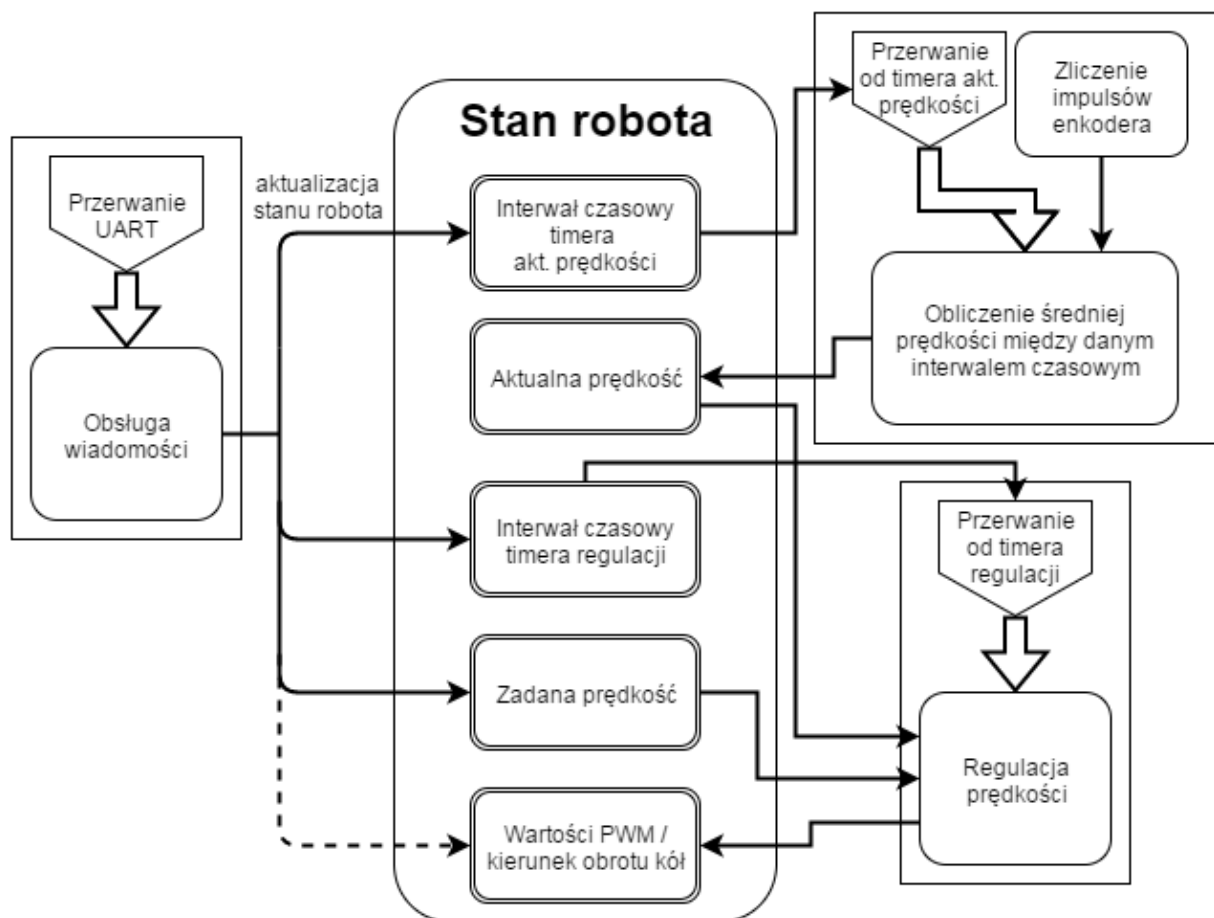 Przerwanie
UART
Obsługa
wiadomości
aktualizacja
stanu robota
Stan robota
Interwał czasowy
timera
akt. prędkości
Aktualna prędkość
Interwał czasowy
timera regulacji
Zadana prędkość
Wartości PWM /
kierunek obrotu kół
Przerwanie
od timera akt.
prędkości
Zliczenie
impulsów
enkodera
Obliczenie średniej
prędkości między danym
interwalem czasowym
Przerwanie
od timera
regulacji
Regulacja
prędkości